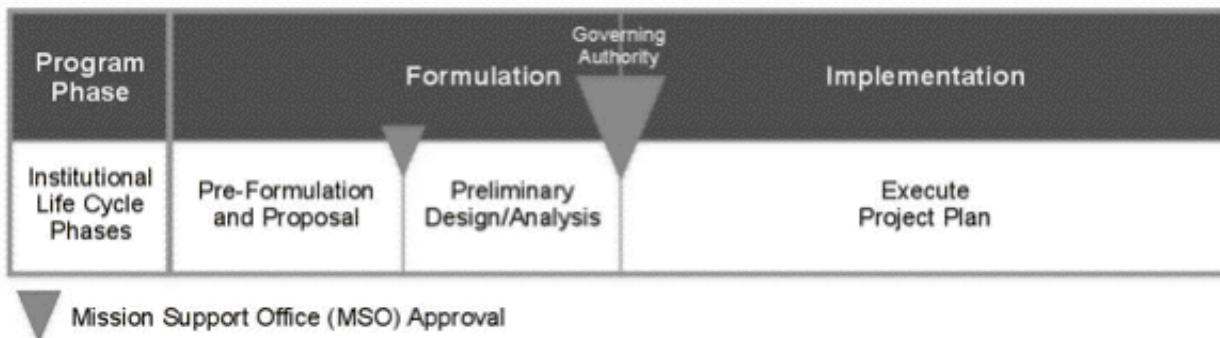 Program
Phase
Formulation
Governing
Authority
Implementation
Institutional
Life Cycle
Phases
Pre-Formulation
and Proposal
Preliminary
Design/Analysis
Execute
Project Plan
Mission Support Office (MSO) Approval